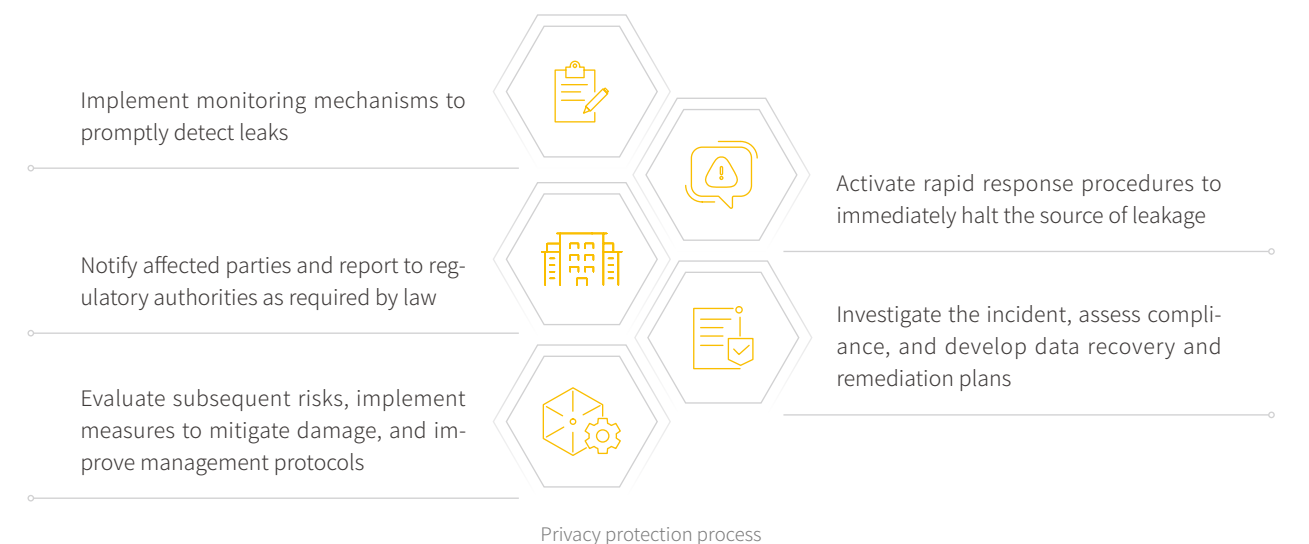 Implement monitoring mechanisms to
promptly detect leaks
Activate rapid response procedures to
immediately halt the source of leakage
Notify affected parties and report to reg-
ulatory authorities as required by law
Investigate the incident, assess compli-
ance, and develop data recovery and
remediation plans
Evaluate subsequent risks, implement
measures to mitigate damage, and im-
prove management protocols
Privacy protection process